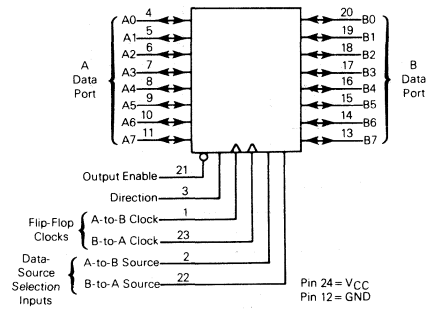 A0 4 20 B0
A1 5 19 B1
A2 6 18 B2
A Data Port
A3 7 17 B3
B Data Port
A4 8 16 B4
A5 9 15 B5
A6 10 14 B6
A7 11 13 B7
Output Enable 21
Direction 3
Flip-Flop Clocks
A-to-B Clock 1
B-to-A Clock 23
Data-Source Selection Inputs
A-to-B Source 2
B-to-A Source 22
Pin 24 = VCC
Pin 12 = GND